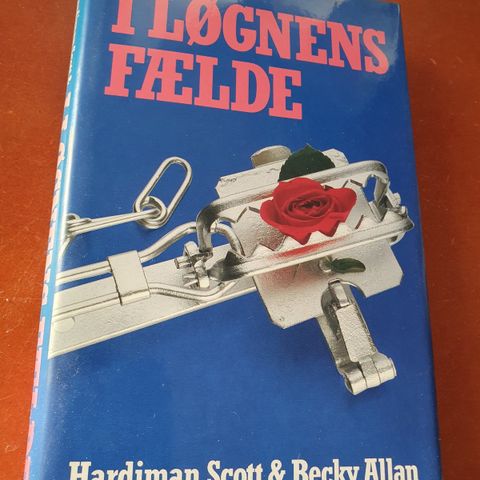 I LØGNENS
FÆLDE
Hardiman Scott & Becky Allan